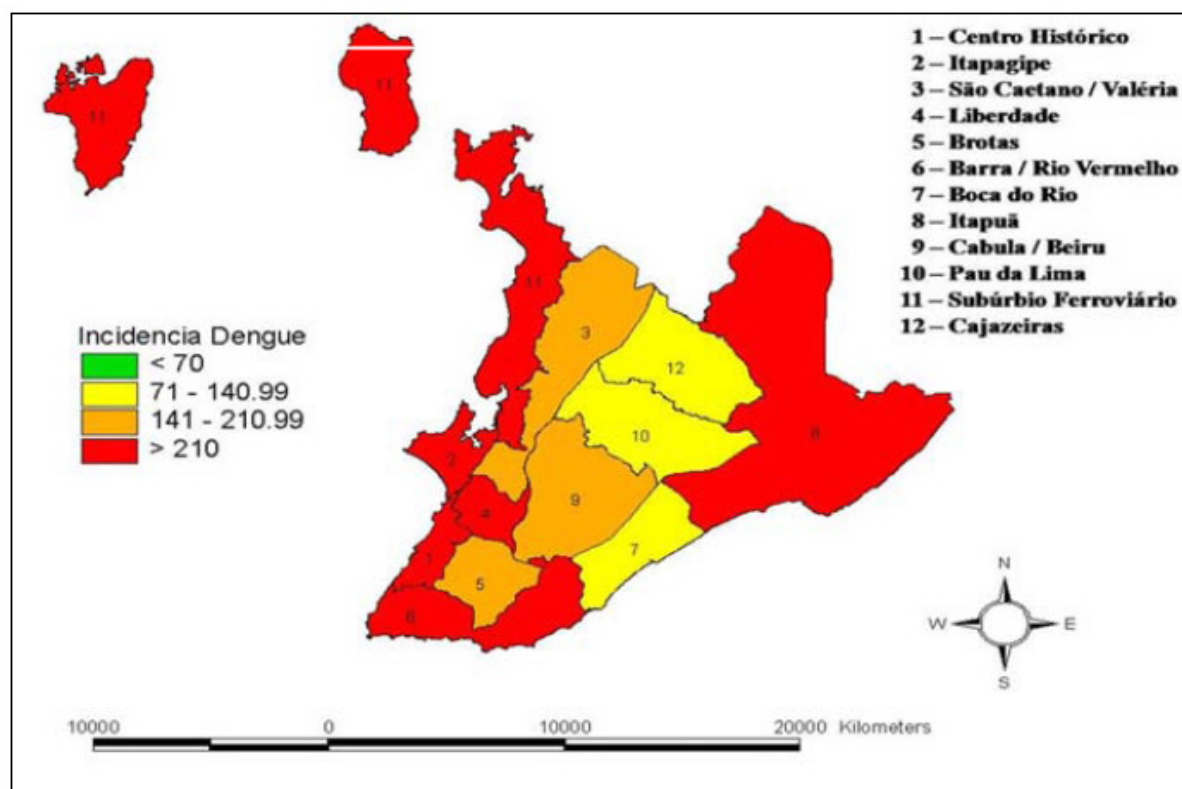 1 – Centro Histórico
2 – Itapagipe
3 – São Caetano / Valéria
4 – Liberdade
5 – Brotas
6 – Barra / Rio Vermelho
7 – Boca do Rio
8 – Itapuã
9 – Cabula / Beiru
10 – Pau da Lima
11 – Subúrbio Ferroviário
12 – Cajazeiras
11
11
11
3
12
10
8
2
9
4
7
1
5
6
Incidencia Dengue
< 70
71 - 140.99
141 - 210.99
> 210
N
W
E
S
10000 0 10000 20000 Kilometers